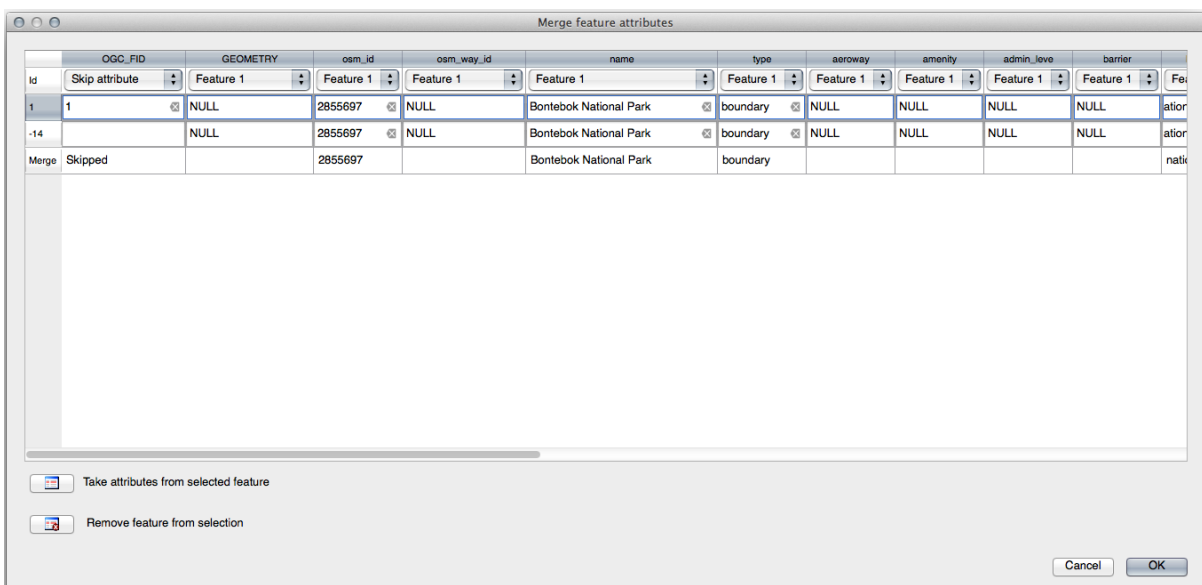 Merge feature attributes
OGC_FID GEOMETRY osm_id osm_way_id name type aeroway amenity admin_leve barrier
Id Skip attribute Feature 1 Feature 1 Feature 1 Feature 1 Feature 1 Feature 1 Feature 1 Feature 1 Feature 1 Fea
1 1 NULL 2855697 NULL Bontebok National Park boundary NULL NULL NULL NULL ation
-14 NULL 2855697 NULL Bontebok National Park boundary NULL NULL NULL NULL ation
Merge Skipped 2855697 Bontebok National Park boundary natio
Take attributes from selected feature
Remove feature from selection
Cancel OK